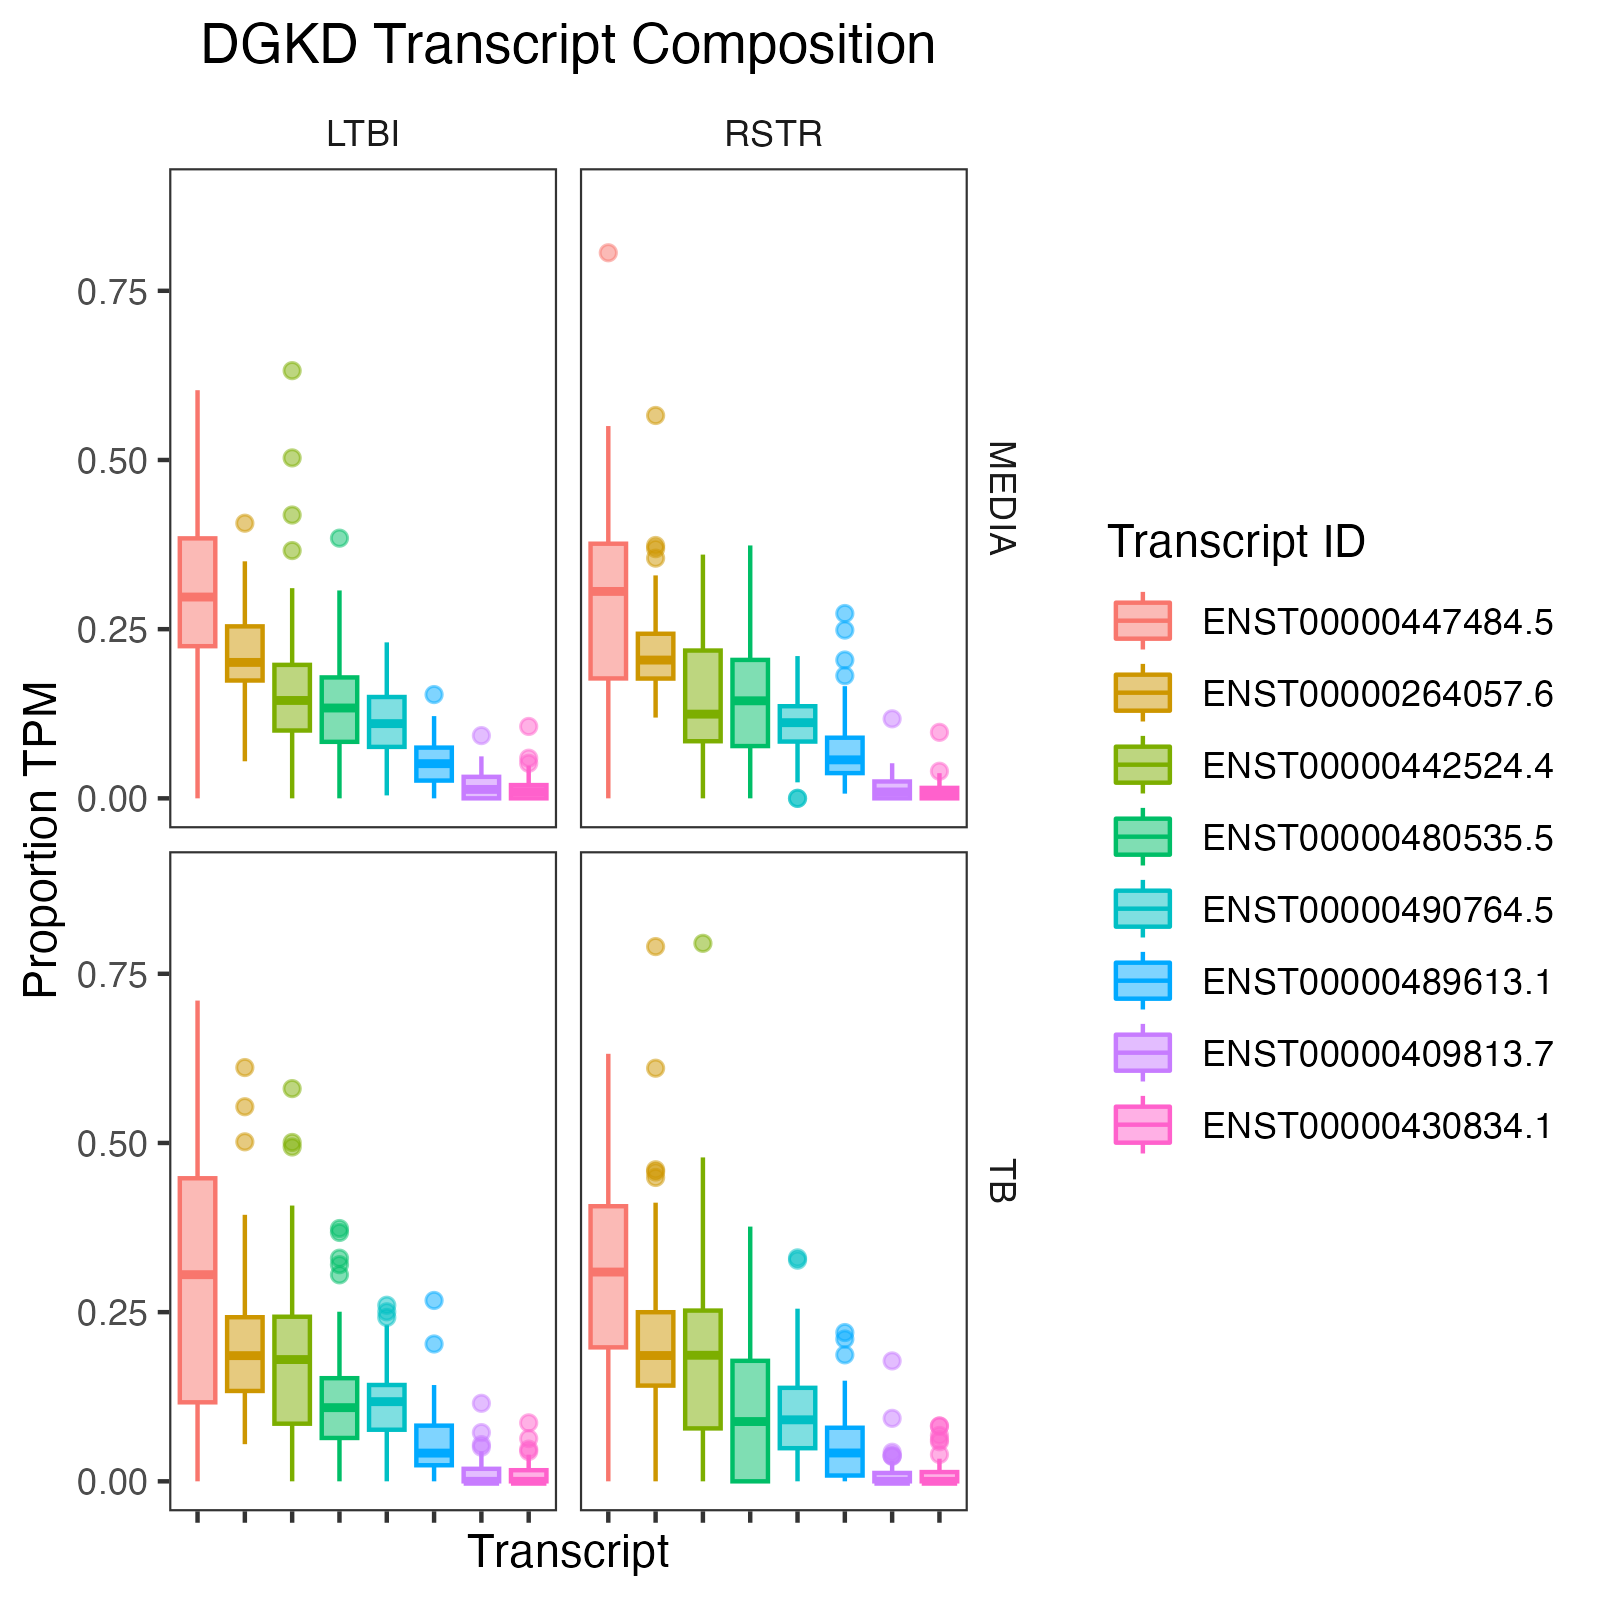 DGKD Transcript Composition
LTBI
RSTR
0.75
0.50
0.25
0.00
MEDIA
0.75
0.50
0.25
0.00
TB
Proportion TPM
Transcript
Transcript ID
ENST00000447484.5
ENST00000264057.6
ENST00000442524.4
ENST00000480535.5
ENST00000490764.5
ENST00000489613.1
ENST00000409813.7
ENST00000430834.1